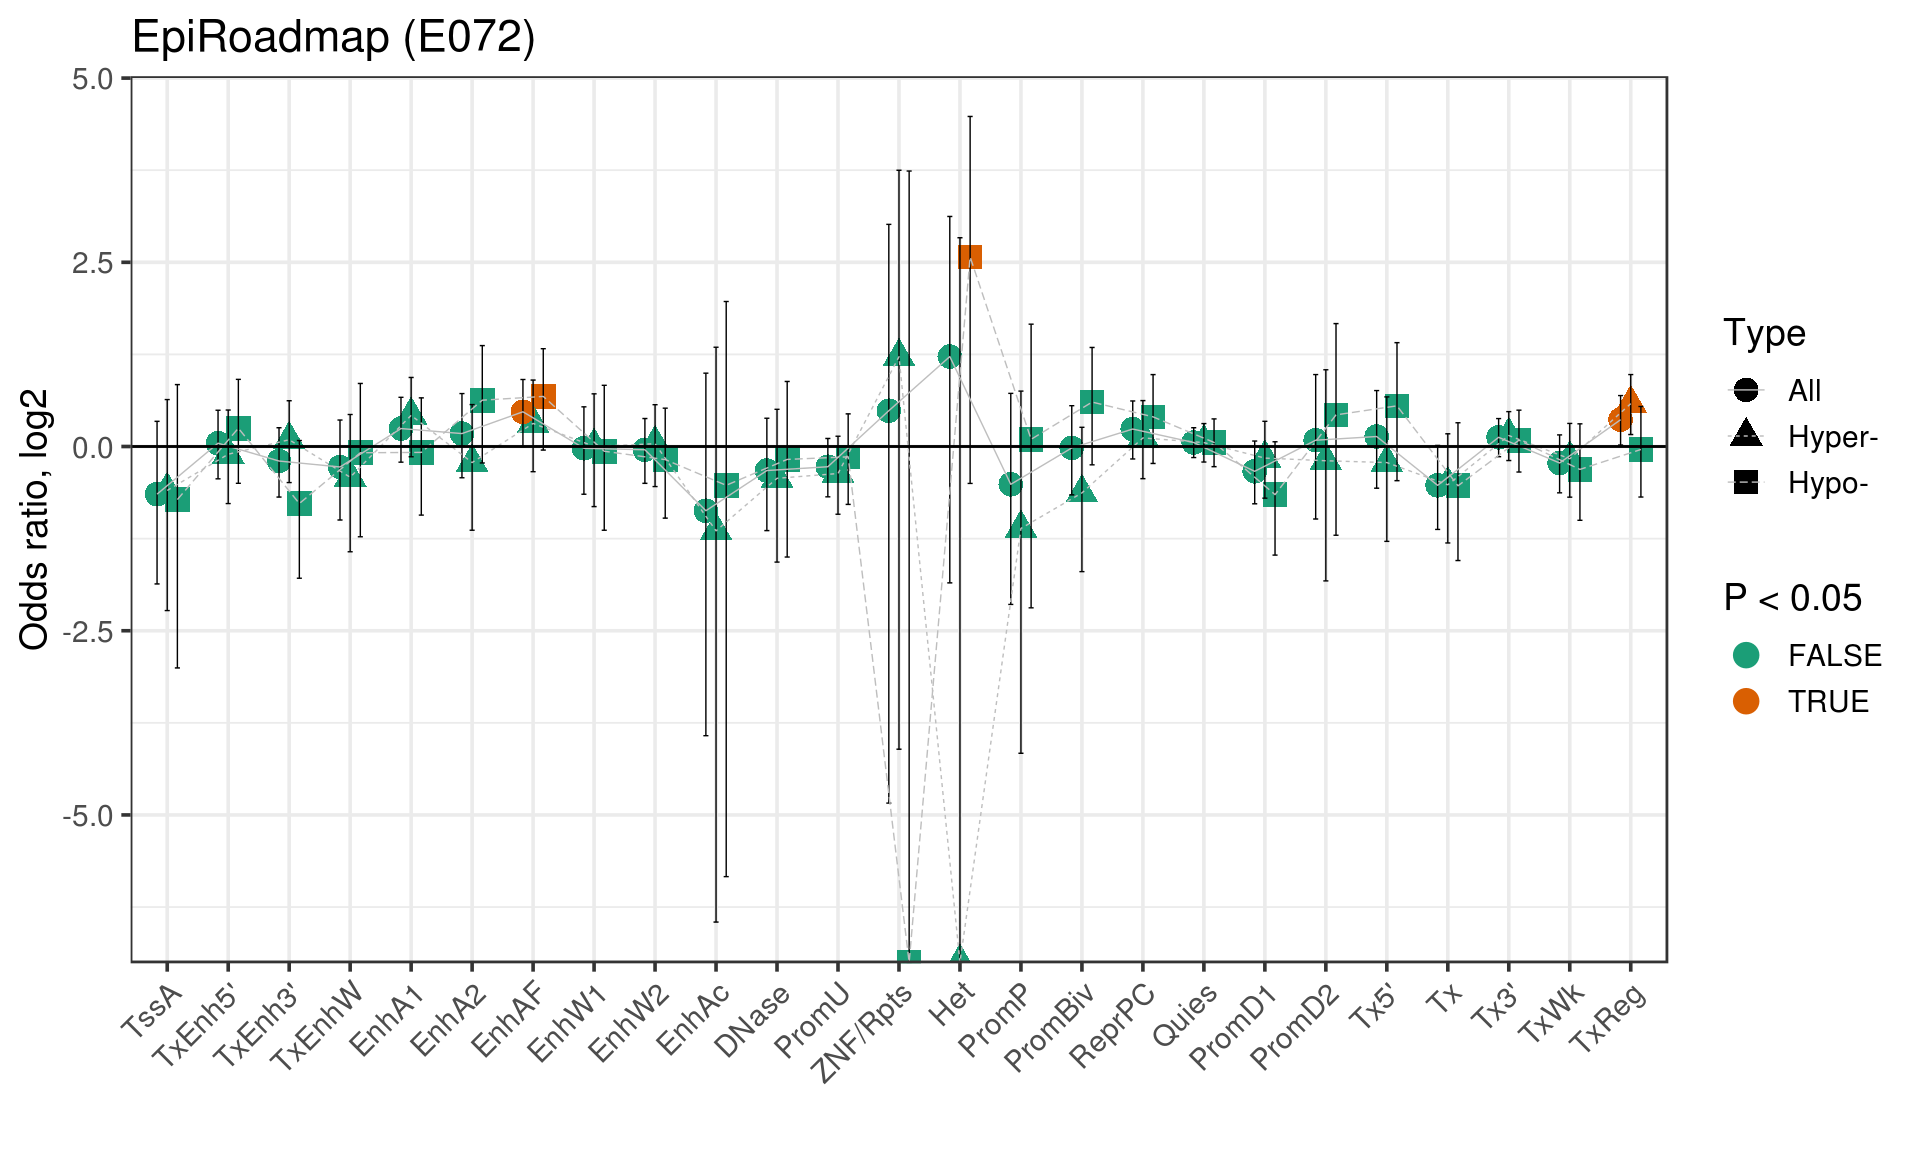 EpiRoadmap (E072)
Odds ratio, log2
5.0
2.5
0.0
-2.5
-5.0
TssA
TxEnh5'
TxEnh3'
TxEnhW
EnhA1
EnhA2
EnhAF
EnhW1
EnhW2
EnhAc
DNase
PromU
ZNF/Rpts
Het
PromP
PromBiv
ReprPC
Quies
PromD1
PromD2
Tx5'
Tx
Tx3'
TxWk
TxReg
Type
All
Hyper-
Hypo-
P < 0.05
FALSE
TRUE